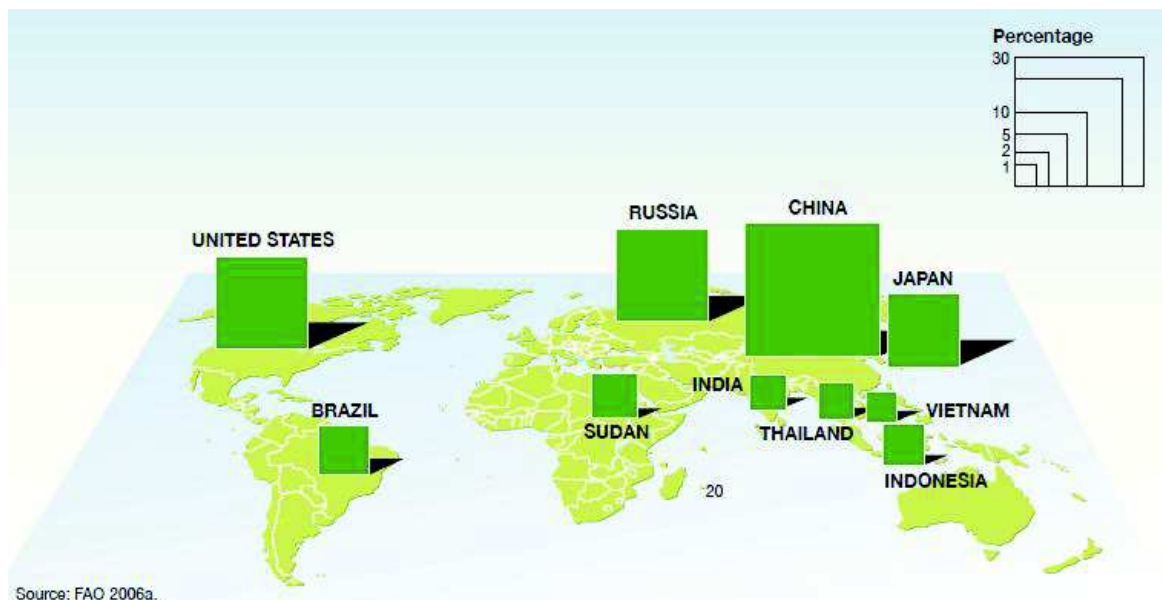 Percentage
30
10
5
2
1
UNITED STATES
RUSSIA
CHINA
JAPAN
INDIA
BRAZIL
SUDAN
THAILAND
VIETNAM
INDONESIA
20
Source: FAO 2006a.